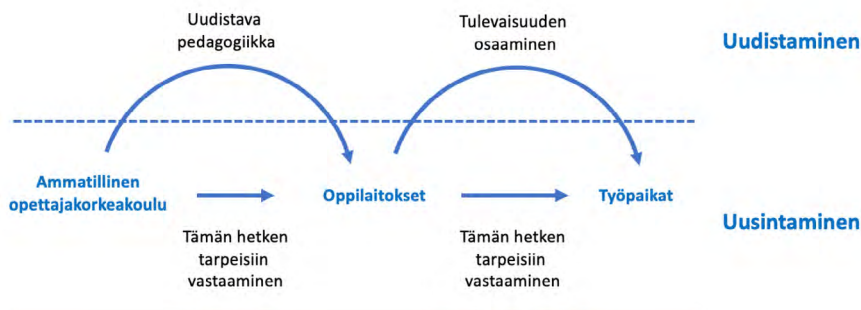 Uudistava
pedagogiikka
Tulevaisuuden
osaaminen
Uudistaminen
Ammatillinen
opettajakorkeakoulu
Oppilaitokset
Työpaikat
Uusintaminen
Tämän hetken
tarpeisiin
vastaaminen
Tämän hetken
tarpeisiin
vastaaminen